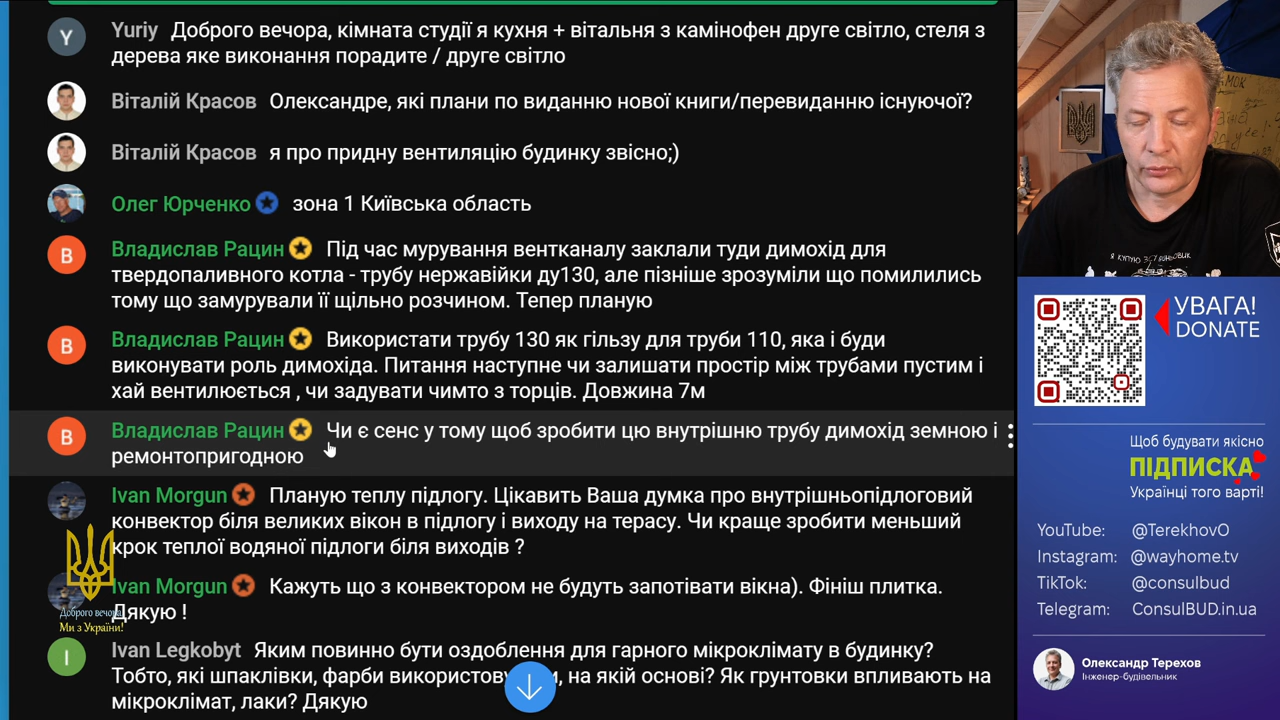 Y
Yuriy Доброго вечора, кімната студії я кухня + вітальня з камінофен друге світло, стеля з
дерева яке виконання порадите / друге світло
Віталій Красов Олександре, які плани по виданню нової книги/перевиданню існуючої?
Віталій Красов я про придну вентиляцію будинку звісно;)
Олег Юрченко зона 1 Київська область
В
Владислав Рацин Під час мурування вентканалу заклали туди димохід для
твердопаливного котла - трубу нержавійки ду130, але пізніше зрозуміли що помилились
тому що замурували її щільно розчином. Тепер планую
В
Владислав Рацин Використати трубу 130 як гільзу для труби 110, яка і буди
виконувати роль димохіда. Питання наступне чи залишати простір між трубами пустим і
хай вентилюється , чи задувати чимто з торців. Довжина 7м
В
Владислав Рацин Чи є сенс у тому щоб зробити цю внутрішню трубу димохід земною і
ремонтопригодною
Ivan Morgun Планую теплу підлогу. Цікавить Ваша думка про внутрішньопідлоговий
конвектор біля великих вікон в підлогу і виходу на терасу. Чи краще зробити меньший
крок теплої водяної підлоги біля виходів ?
Ivan Morgun Кажуть що з конвектором не будуть запотівати вікна). Фініш плитка.
Дякую !
Доброго вечора
Ми з України!
I
Ivan Legkobyt Яким повинно бути оздоблення для гарного мікроклімату в будинку?
Тобто, які шпаклівки, фарби використову и, на якій основі? Як грунтовки впливають на
мікроклімат, лаки? Дякую
УВАГА!
DONATE
Щоб будувати якісно
ПІДПИСКА
Українці того варті!
YouTube: @TerekhovO
Instagram: @wayhome.tv
TikTok: @consulbud
Telegram: ConsulBUD.in.ua
Олександр Терехов
Інженер-будівельник